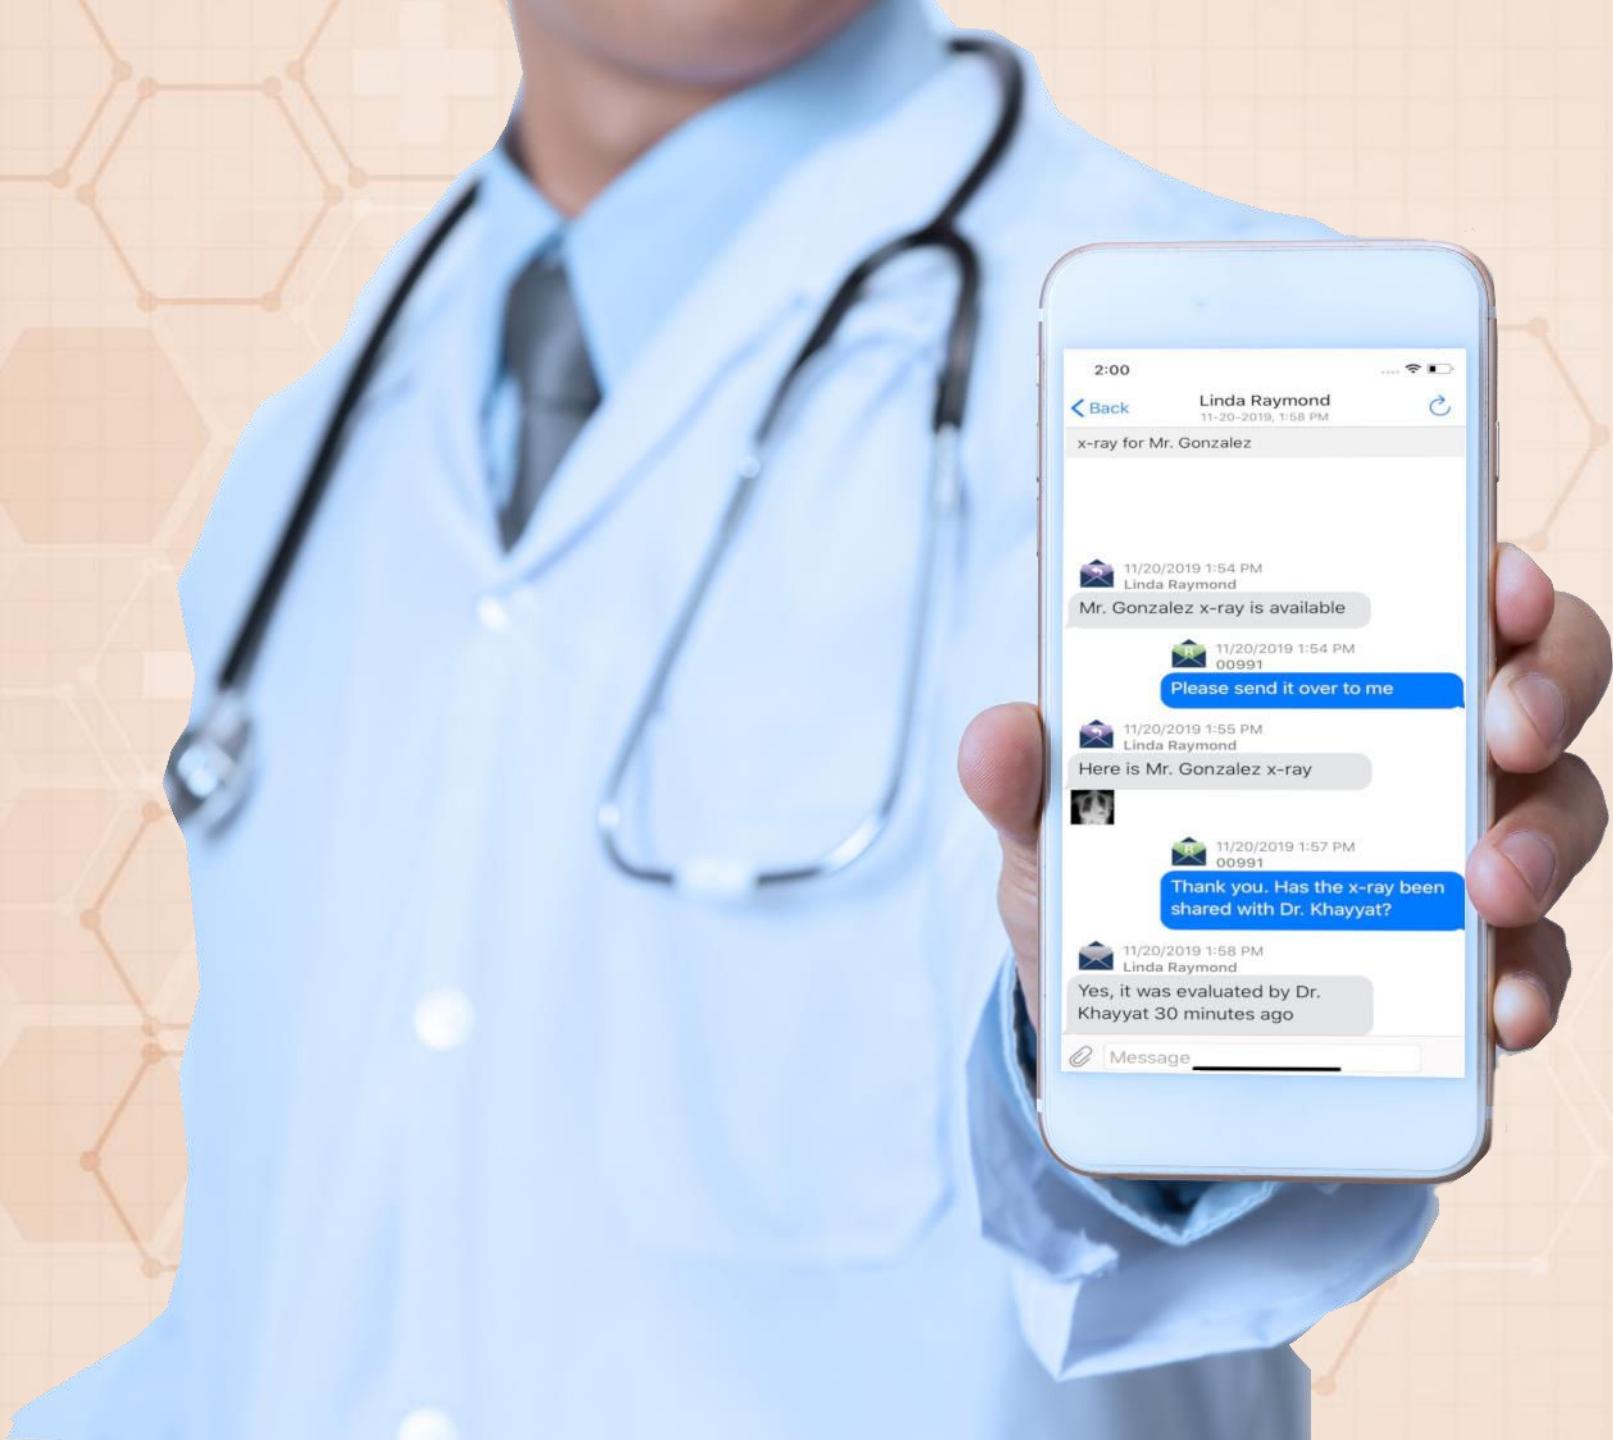 2:00
Back
Linda Raymond
11-20-2019, 1:58 PM
x-ray for Mr. Gonzalez
11/20/2019 1:54 PM
Linda Raymond
Mr. Gonzalez x-ray is available
R
11/20/2019 1:54 PM
00991
Please send it over to me
11/20/2019 1:55 PM
Linda Raymond
Here is Mr. Gonzalez x-ray
R
11/20/2019 1:57 PM
00991
Thank you. Has the x-ray been
shared with Dr. Khayyat?
11/20/2019 1:58 PM
Linda Raymond
Yes, it was evaluated by Dr.
Khayyat 30 minutes ago
Message